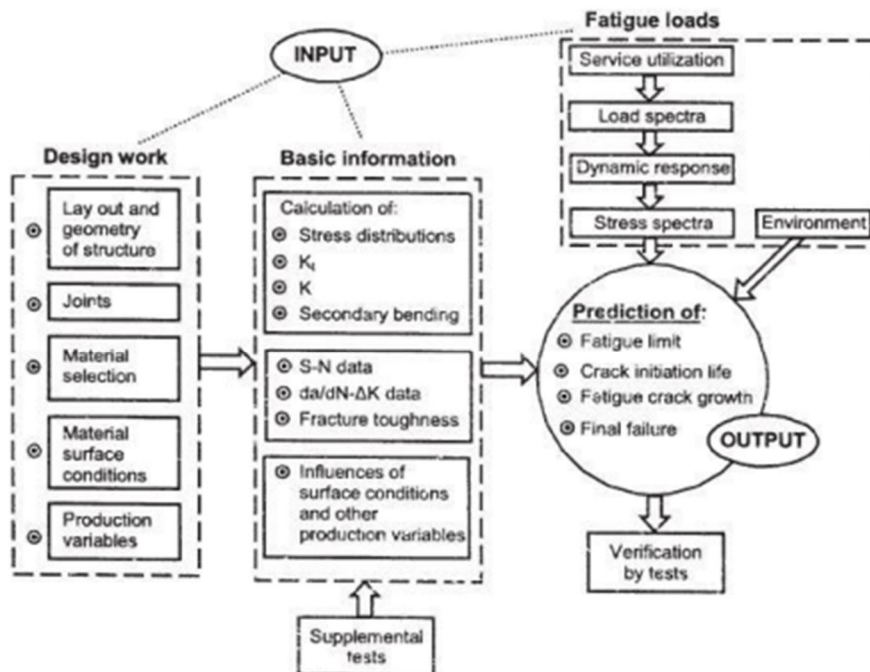 Fatigue loads
INPUT
Service utilization
Load spectra
Dynamic response
Stress spectra
Environment
Design work
Lay out and
geometry
of structure
Joints
Material
selection
Material
surface
conditions
Production
variables
Basic information
Calculation of:
Stress distributions
Kt
K
Secondary bending
S-N data
da/dN-ΔK data
Fracture toughness
Influences of
surface conditions
and other
production variables
Supplemental
tests
Prediction of:
Fatigue limit
Crack initiation life
Fatigue crack growth
Final failure
OUTPUT
Verification
by tests